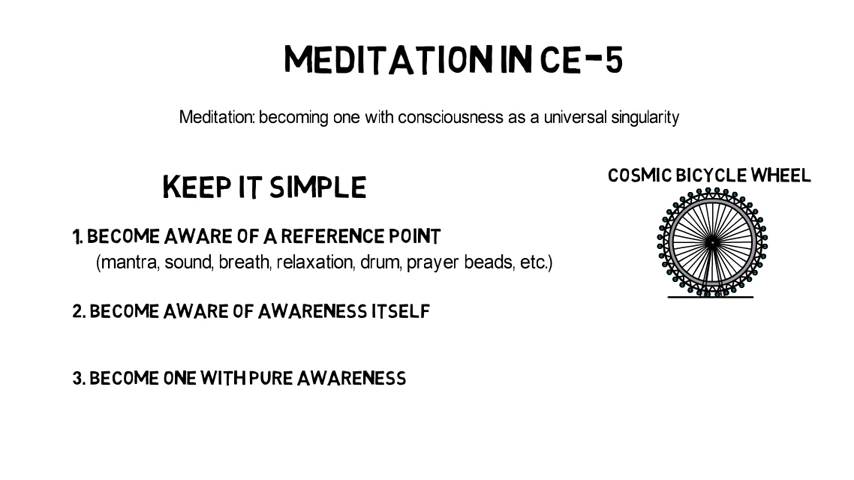 MEDITATION IN CE-5
Meditation: becoming one with consciousness as a universal singularity
KEEP IT SIMPLE
COSMIC BICYCLE WHEEL
1. BECOME AWARE OF A REFERENCE POINT
(mantra, sound, breath, relaxation, drum, prayer beads, etc.)
2. BECOME AWARE OF AWARENESS ITSELF
3. BECOME ONE WITH PURE AWARENESS